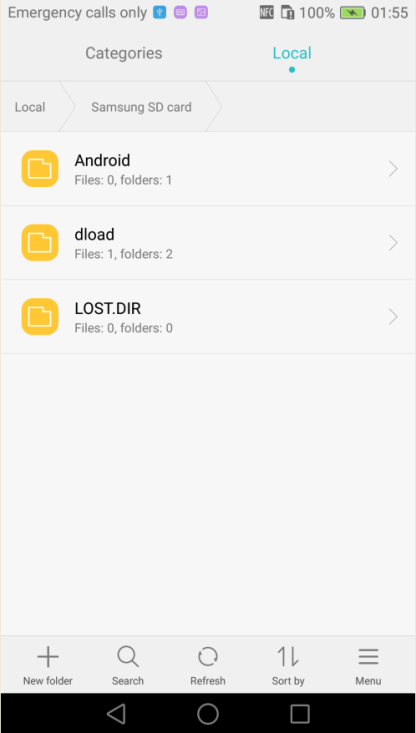 Emergency calls only NFC 100% 01:55
Categories Local
Local Samsung SD card
Android
Files: 0, folders: 1
dload
Files: 1, folders: 2
LOST.DIR
Files: 0, folders: 0
New folder Search Refresh Sort by Menu